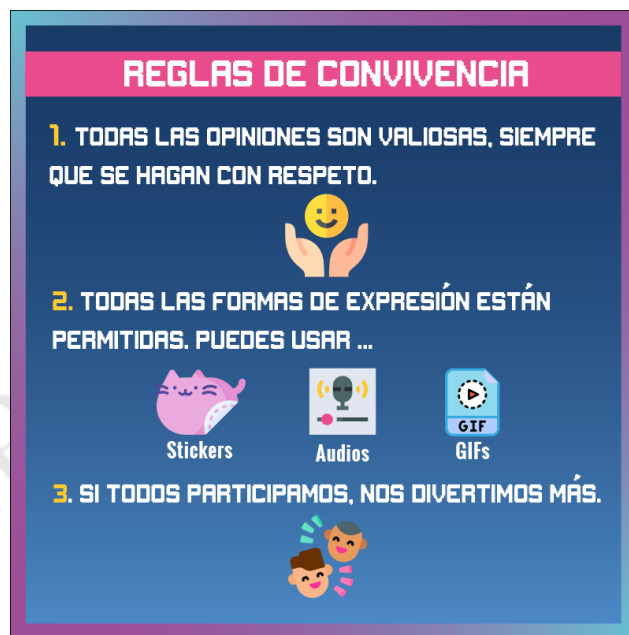 REGLAS DE CONVIVENCIA
1. TODAS LAS OPINIONES SON VALIOSAS, SIEMPRE
QUE SE HAGAN CON RESPETO.
2. TODAS LAS FORMAS DE EXPRESIÓN ESTÁN
PERMITIDAS. PUEDES USAR ...
GIF
Stickers Audios GIFs
3. SI TODOS PARTICIPAMOS, NOS DIVERTIMOS MÁS.